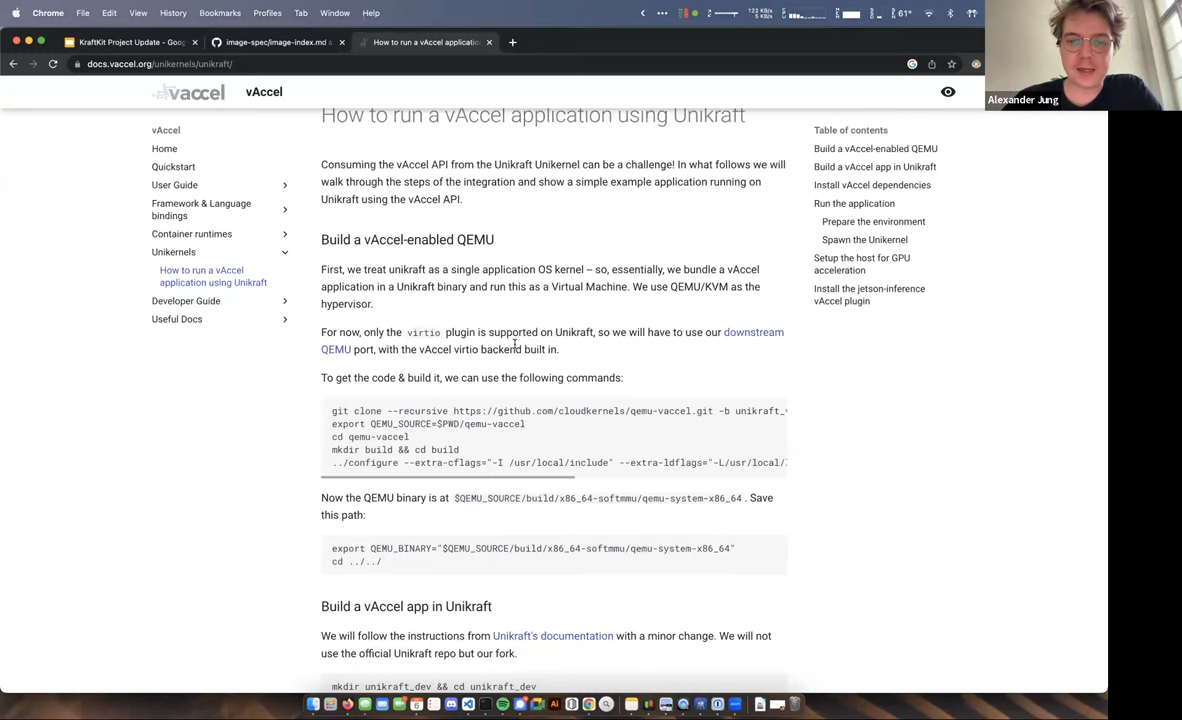 Chrome File Edit View History Bookmarks Profiles Tab Window Help
122 KB/s
5 KB/s
61°
KraftKit Project Update - Goog
image-spec/image-index.md a
How to run a vAccel applicatio
docs.vaccel.org/unikernels/unikraft/
Alexander Jung
vaccel
vAccel
vAccel
Home
Quickstart
User Guide
Framework & Language
bindings
Container runtimes
Unikernels
How to run a vAccel
application using Unikraft
Developer Guide
Useful Docs
How to run a vAccel application using Unikraft
Consuming the vAccel API from the Unikraft Unikernel can be a challenge! In what follows we will
walk through the steps of the integration and show a simple example application running on
Unikraft using the vAccel API.
Build a vAccel-enabled QEMU
First, we treat unikraft as a single application OS kernel – so, essentially, we bundle a vAccel
application in a Unikraft binary and run this as a Virtual Machine. We use QEMU/KVM as the
hypervisor.
For now, only the virtio plugin is supported on Unikraft, so we will have to use our downstream
QEMU port, with the vAccel virtio backend built in.
To get the code & build it, we can use the following commands:
git clone --recursive https://github.com/cloudkernels/qemu-vaccel.git -b unikraft_
export QEMU_SOURCE=$PWD/qemu-vaccel
cd qemu-vaccel
mkdir build && cd build
../configure --extra-cflags="-I /usr/local/include" --extra-ldflags="-L/usr/local/
Now the QEMU binary is at $QEMU_SOURCE/build/x86_64-softmmu/qemu-system-x86_64 . Save
this path:
export QEMU_BINARY="$QEMU_SOURCE/build/x86_64-softmmu/qemu-system-x86_64"
cd ../../
Build a vAccel app in Unikraft
We will follow the instructions from Unikraft's documentation with a minor change. We will not
use the official Unikraft repo but our fork.
mkdir unikraft_dev && cd unikraft_dev
Table of contents
Build a vAccel-enabled QEMU
Build a vAccel app in Unikraft
Install vAccel dependencies
Run the application
Prepare the environment
Spawn the Unikernel
Setup the host for GPU
acceleration
Install the jetson-inference
vAccel plugin